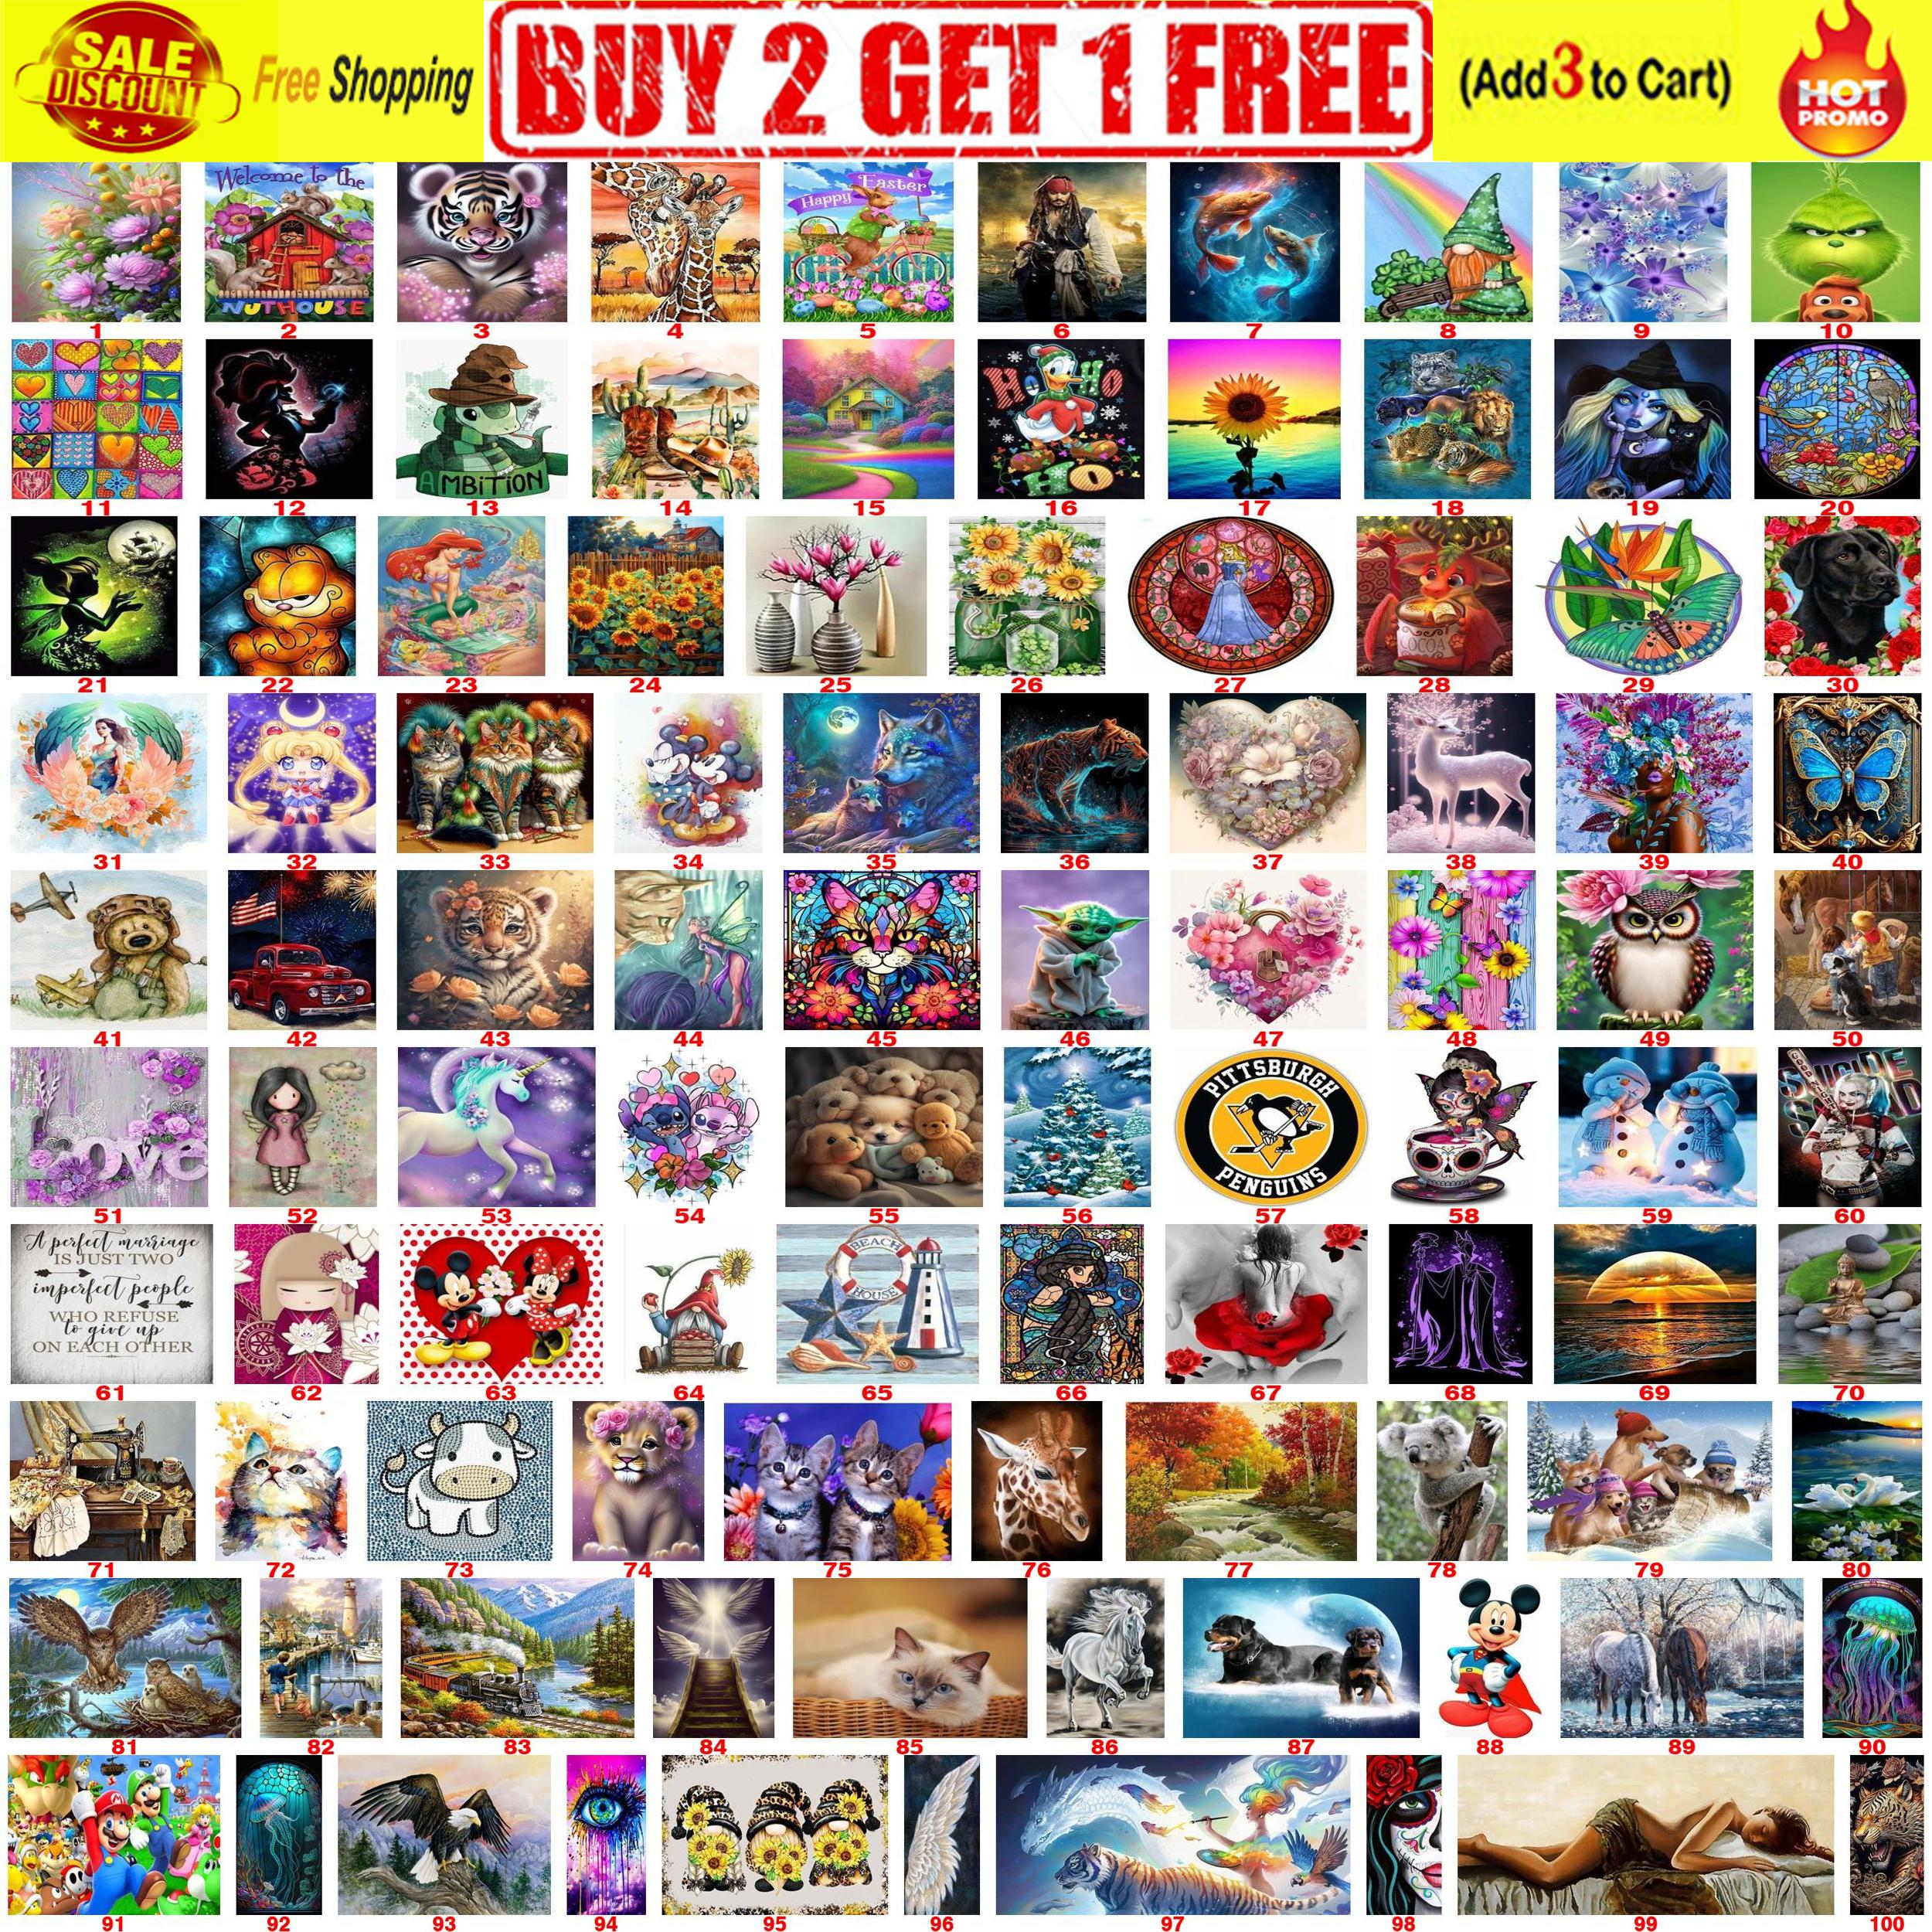 SALE
DISCOUNT
Free Shopping
BUY 2 GET 1 FREE
(Add 3 to Cart)
HOT
PROMO
Welcome to the
NUTHOUSE
Happy Easter
1 2 3 4 5 6 7 8 9 10
AMBITION
HO HO
HO
11 12 13 14 15 16 17 18 19 20
COCOA
21 22 23 24 25 26 27 28 29 30
31 32 33 34 35 36 37 38 39 40
41 42 43 44 45 46 47 48 49 50
Love
PITTSBURGH
PENGUINS
SUICIDE
SQUAD
51 52 53 54 55 56 57 58 59 60
A perfect marriage
IS JUST TWO
imperfect people
WHO REFUSE
to give up
ON EACH OTHER
BEACH
HOUSE
61 62 63 64 65 66 67 68 69 70
71 72 73 74 75 76 77 78 79 80
81 82 83 84 85 86 87 88 89 90
91 92 93 94 95 96 97 98 99 100